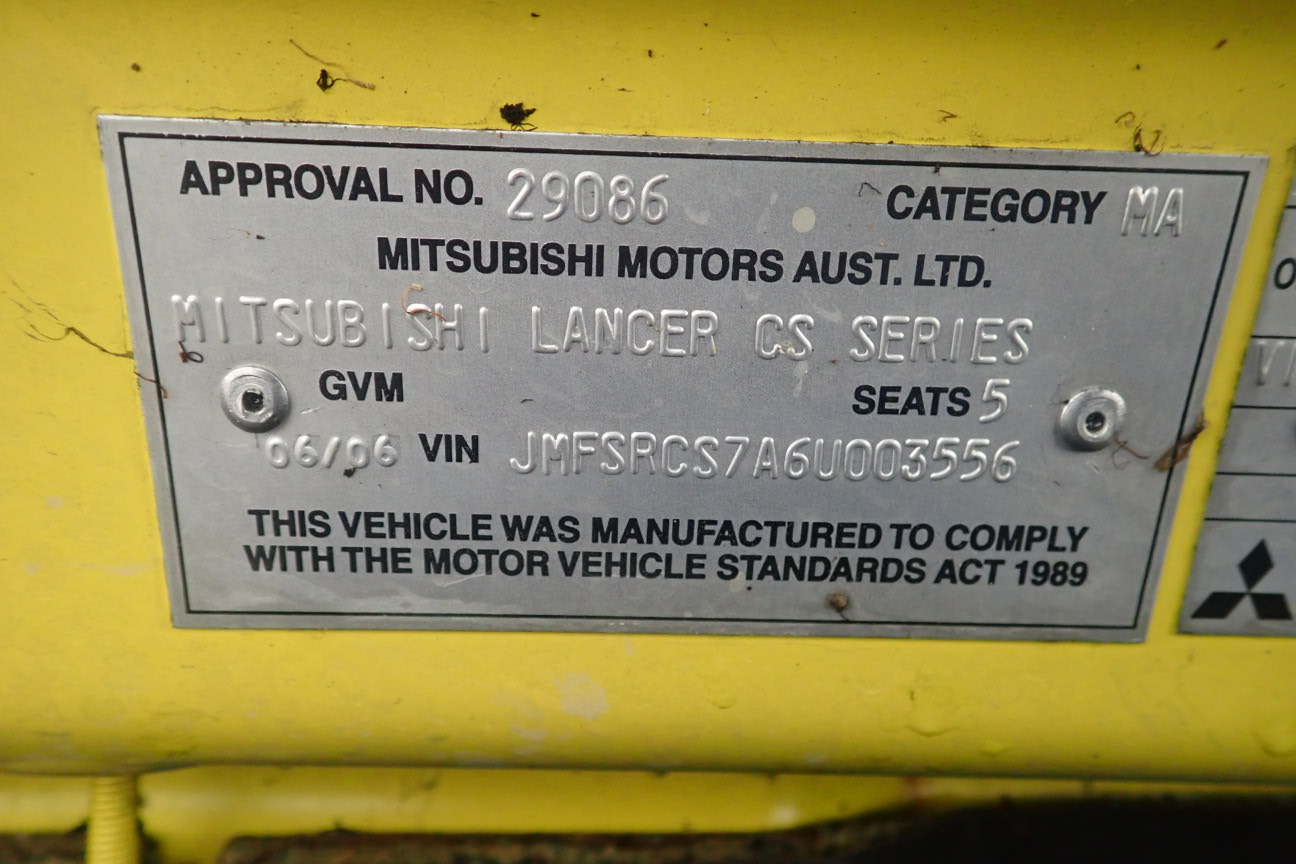 APPROVAL NO. 29086 CATEGORY MA
MITSUBISHI MOTORS AUST. LTD.
MITSUBISHI LANCER CS SERIES
GVM SEATS 5
06/06 VIN JMFSRCS7A6U003556
THIS VEHICLE WAS MANUFACTURED TO COMPLY
WITH THE MOTOR VEHICLE STANDARDS ACT 1989